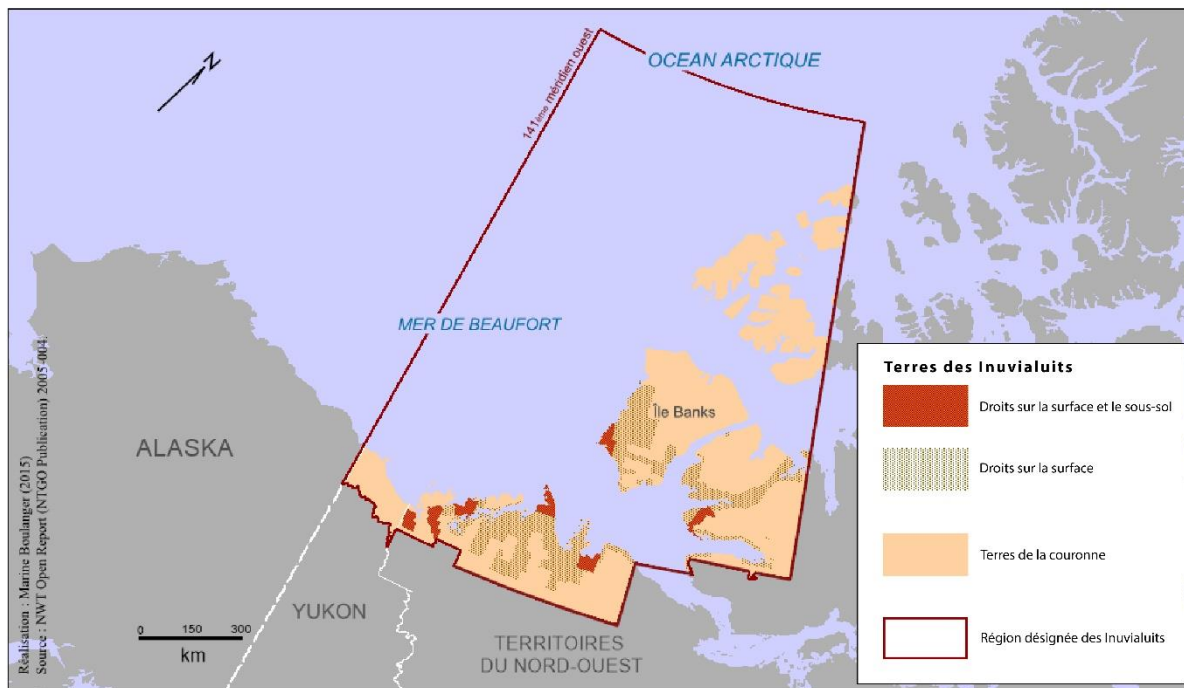 N
141ème méridien ouest
OCEAN ARCTIQUE
MER DE BEAUFORT
Île Banks
ALASKA
YUKON
TERRITOIRES
DU NORD-OUEST
0 150 300
km
Réalisation : Marine Boulanger (2015)
Source : NWT Open Report (NTGO Publication) 2005-004.
Terres des Inuvialuits
Droits sur la surface et le sous-sol
Droits sur la surface
Terres de la couronne
Région désignée des Inuvialuits